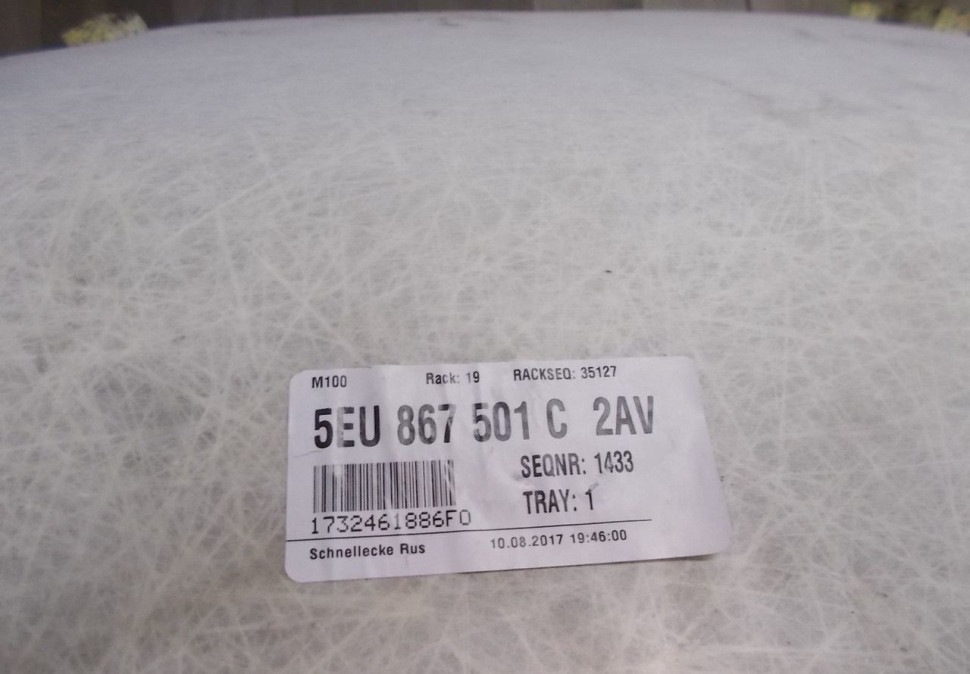 M100 Rack: 19 RACKSEQ: 35127
5EU 867 501 C 2AV
SEQNR: 1433
TRAY: 1
1732461886F0
Schnellecke Rus 10.08.2017 19:46:00